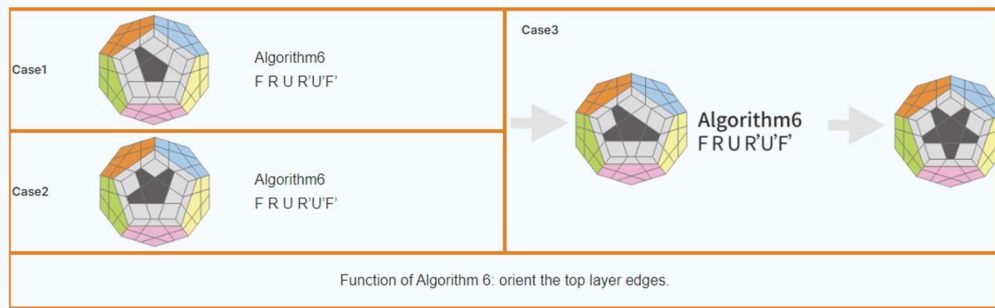 Case1
Algorithm6
F R U R'U'F'
Case2
Algorithm6
F R U R'U'F'
Case3
Algorithm6
F R U R'U'F'
Function of Algorithm 6: orient the top layer edges.